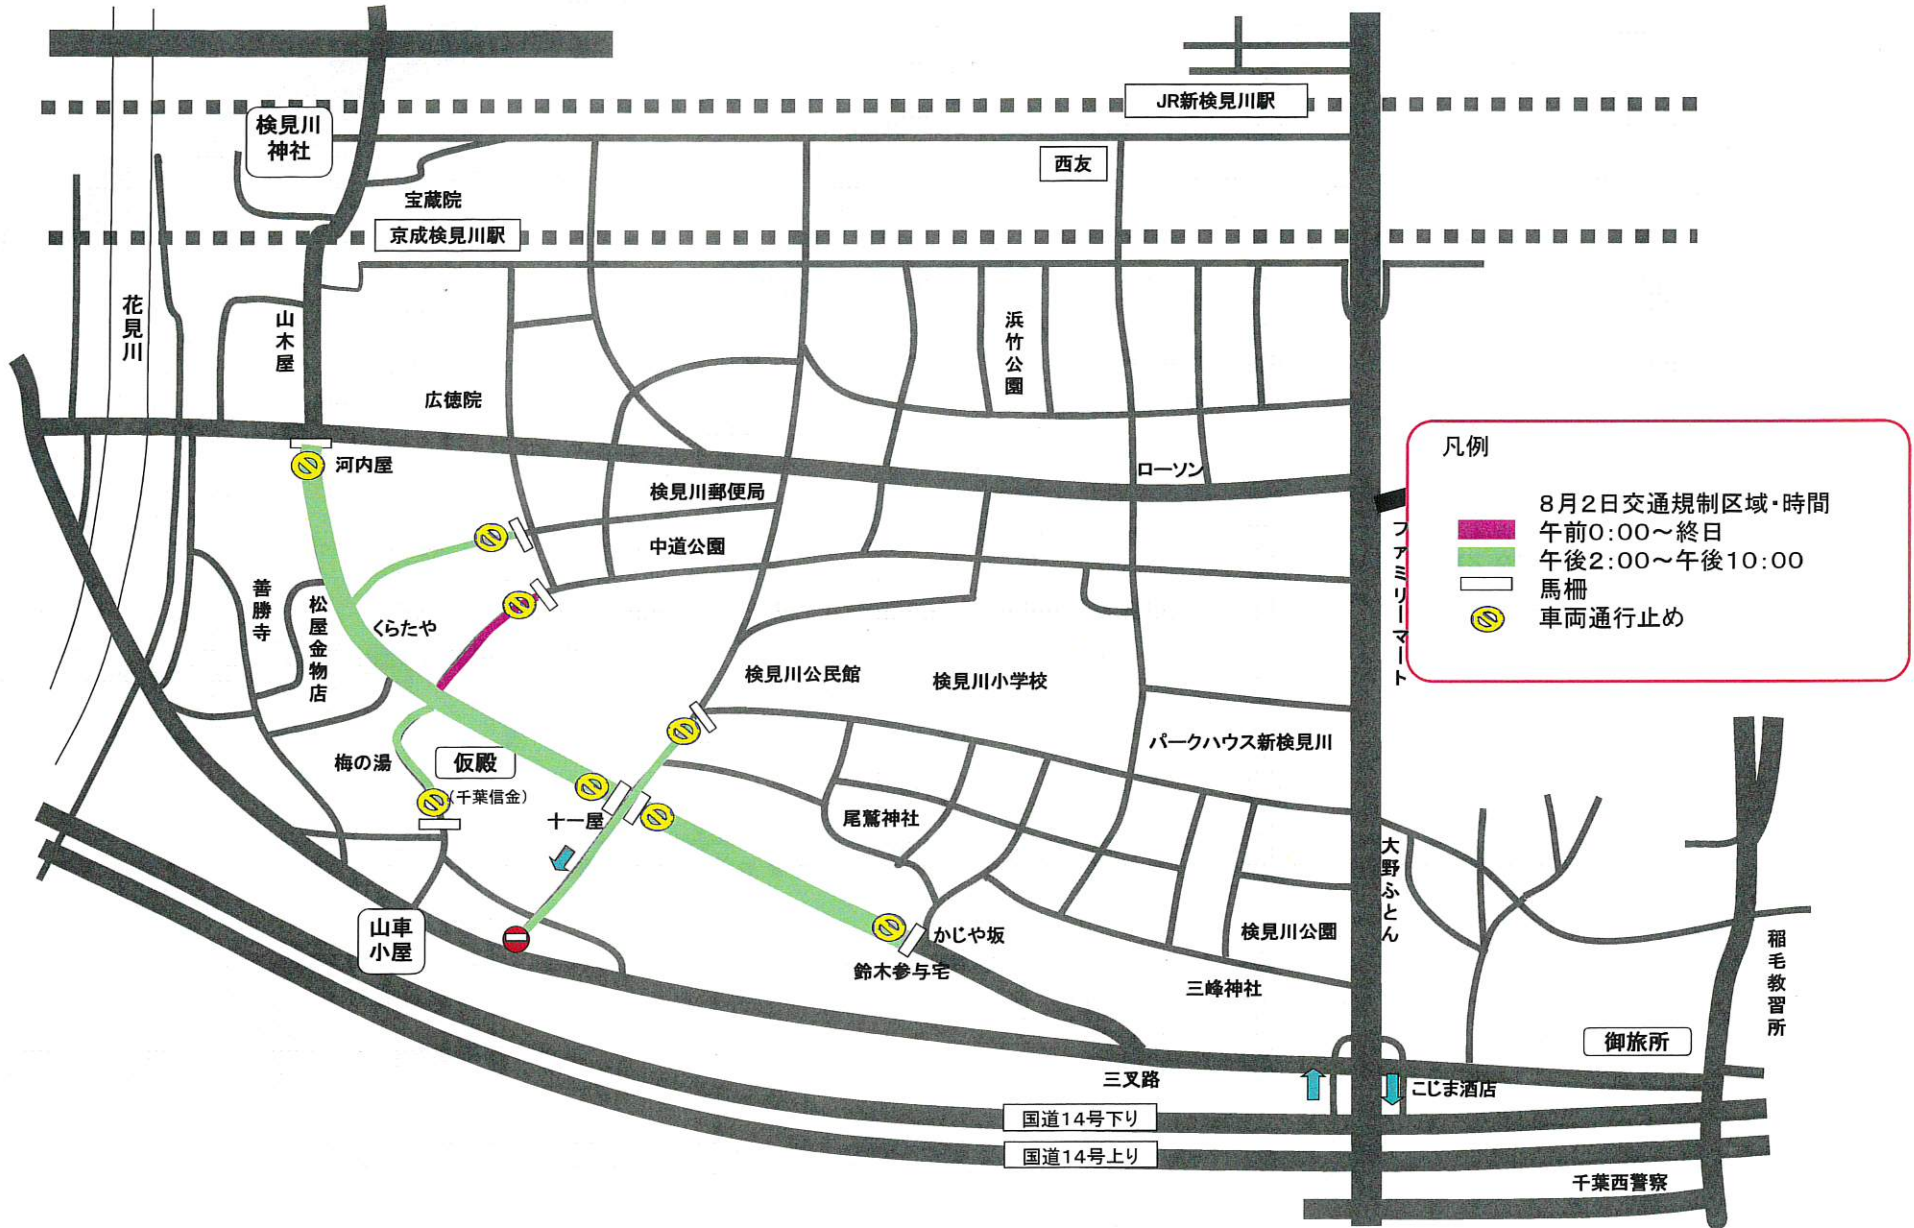 JR新検見川駅
検見川
神社
西友
宝蔵院
京成検見川駅
花見川
山木屋
浜竹公園
広徳院
河内屋
検見川郵便局
ローソン
中道公園
ファミリーマート
凡例
8月2日交通規制区域・時間
午前0:00～終日
午後2:00～午後10:00
馬柵
車両通行止め
善勝寺
松屋金物店
くらたや
検見川公民館
検見川小学校
パークハウス新検見川
梅の湯
仮殿
(千葉信金)
十一屋
尾鷲神社
大野ふとん
山車
小屋
かじや坂
鈴木参与宅
検見川公園
三峰神社
稲毛教習所
御旅所
三叉路
こじま酒店
国道14号下り
国道14号上り
千葉西警察